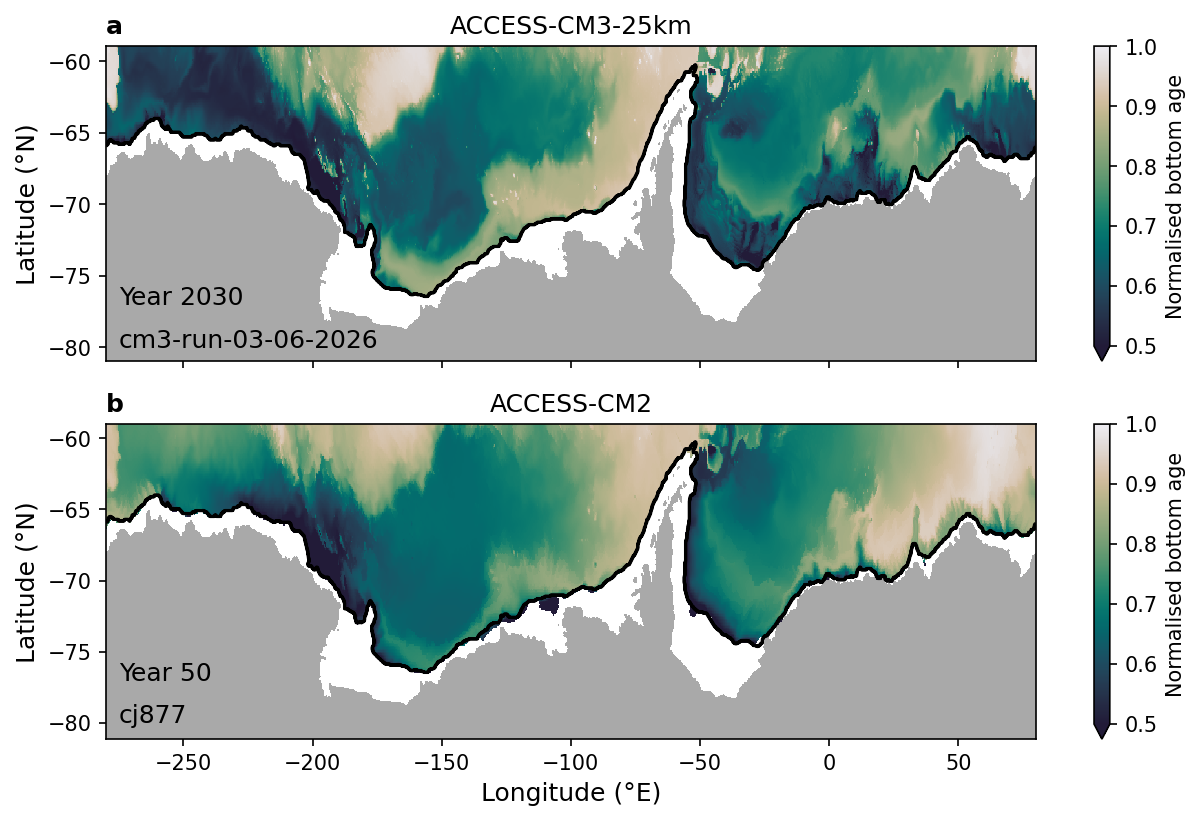 a
ACCESS-CM3-25km
−60
−65
−70
−75
−80
Latitude (°N)
Year 2030
cm3-run-03-06-2026
1.0
0.9
0.8
0.7
0.6
0.5
Normalised bottom age
b
ACCESS-CM2
−60
−65
−70
−75
−80
Latitude (°N)
Year 50
cj877
−250
−200
−150
−100
−50
0
50
Longitude (°E)
1.0
0.9
0.8
0.7
0.6
0.5
Normalised bottom age